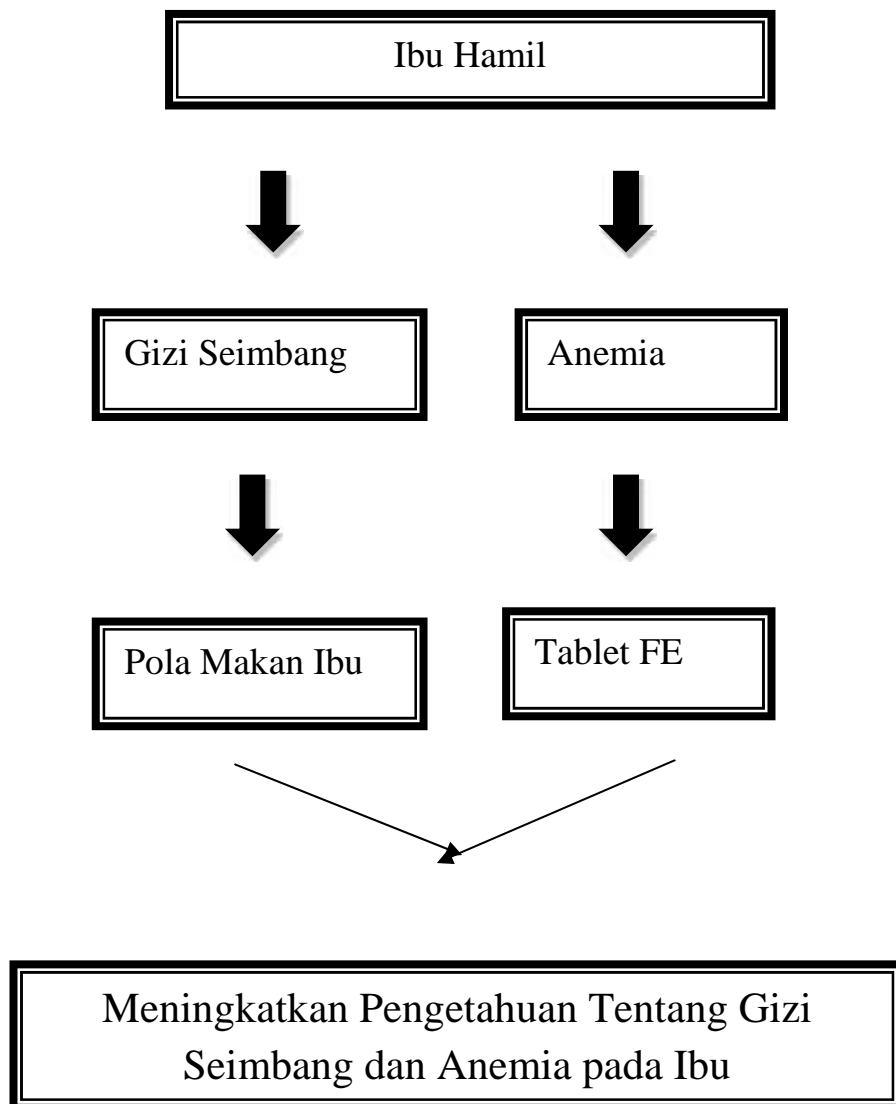 Ibu Hamil
Gizi Seimbang
Anemia
Pola Makan Ibu
Tablet FE
Meningkatkan Pengetahuan Tentang Gizi
Seimbang dan Anemia pada Ibu